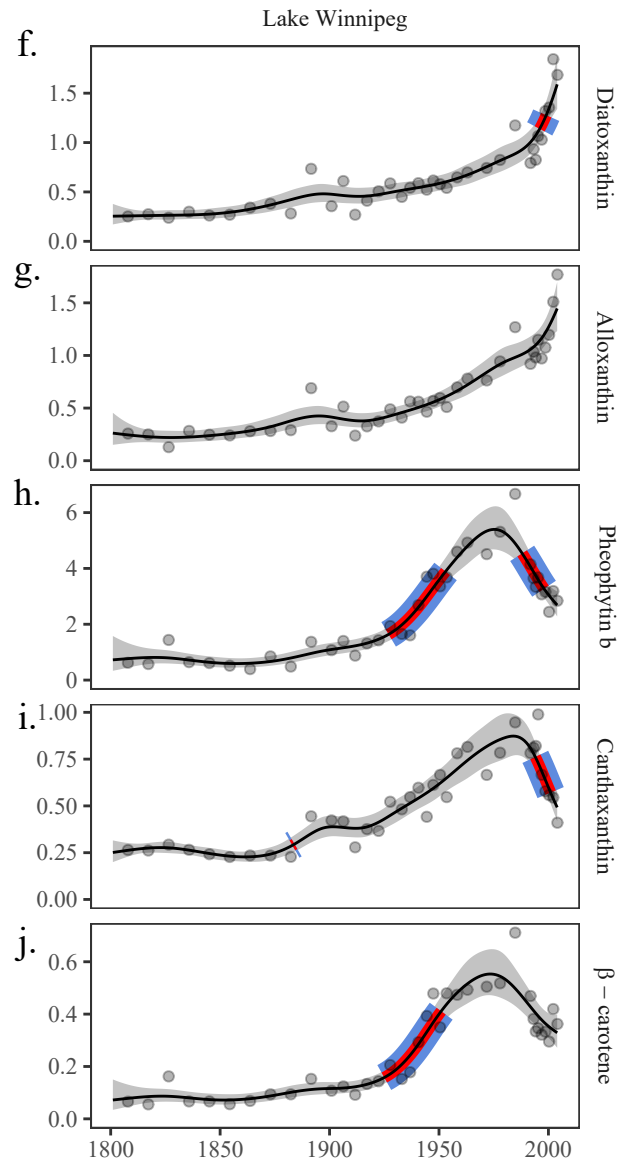 Lake Winnipeg
f.
1.5
1.0
0.5
0.0
Diatoxanthin
g.
1.5
1.0
0.5
0.0
Alloxanthin
h.
6
4
2
0
Pheophytin b
i.
1.00
0.75
0.50
0.25
0.00
Canthaxanthin
j.
0.6
0.4
0.2
0.0
β − carotene
1800 1850 1900 1950 2000